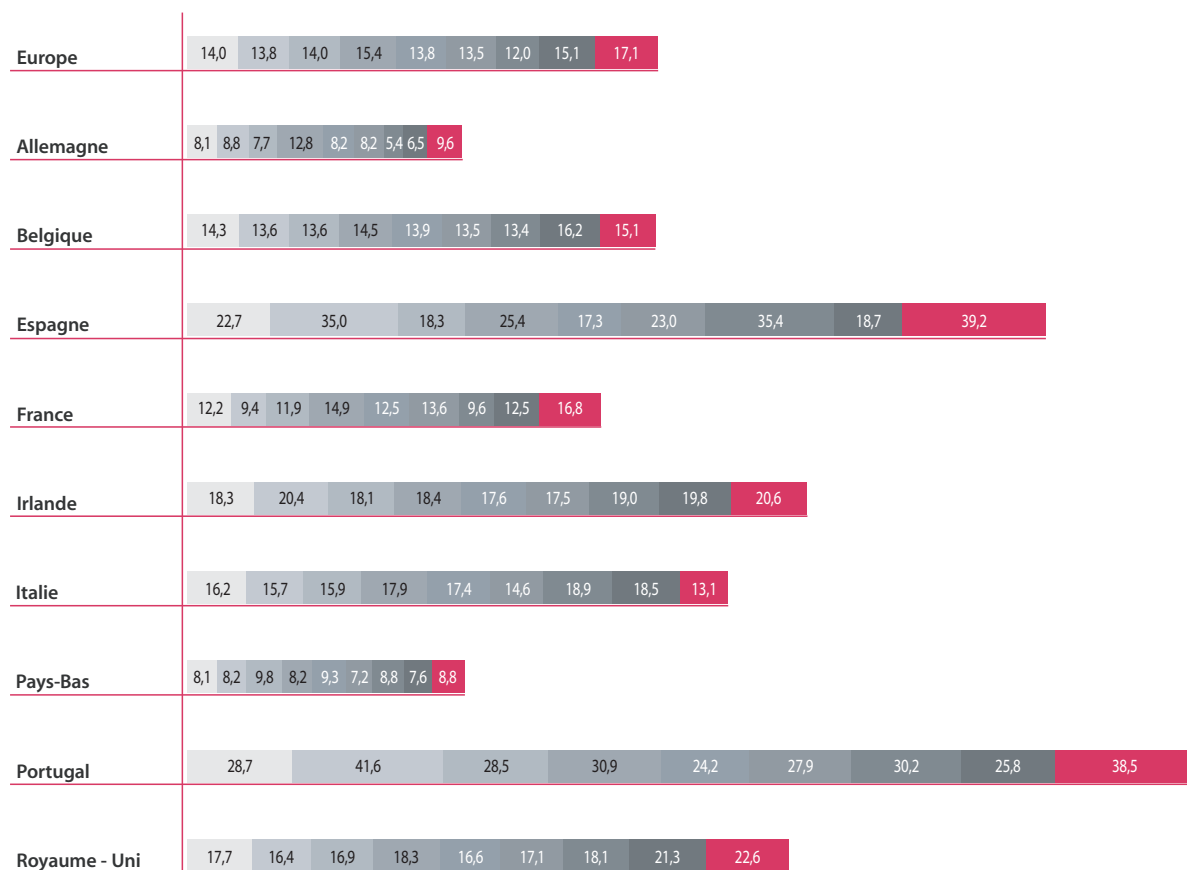 Europe 14,0 13,8 14,0 15,4 13,8 13,5 12,0 15,1 17,1
Allemagne 8,1 8,8 7,7 12,8 8,2 8,2 5,4 6,5 9,6
Belgique 14,3 13,6 13,6 14,5 13,9 13,5 13,4 16,2 15,1
Espagne 22,7 35,0 18,3 25,4 17,3 23,0 35,4 18,7 39,2
France 12,2 9,4 11,9 14,9 12,5 13,6 9,6 12,5 16,8
Irlande 18,3 20,4 18,1 18,4 17,6 17,5 19,0 19,8 20,6
Italie 16,2 15,7 15,9 17,9 17,4 14,6 18,9 18,5 13,1
Pays-Bas 8,1 8,2 9,8 8,2 9,3 7,2 8,8 7,6 8,8
Portugal 28,7 41,6 28,5 30,9 24,2 27,9 30,2 25,8 38,5
Royaume - Uni 17,7 16,4 16,9 18,3 16,6 17,1 18,1 21,3 22,6